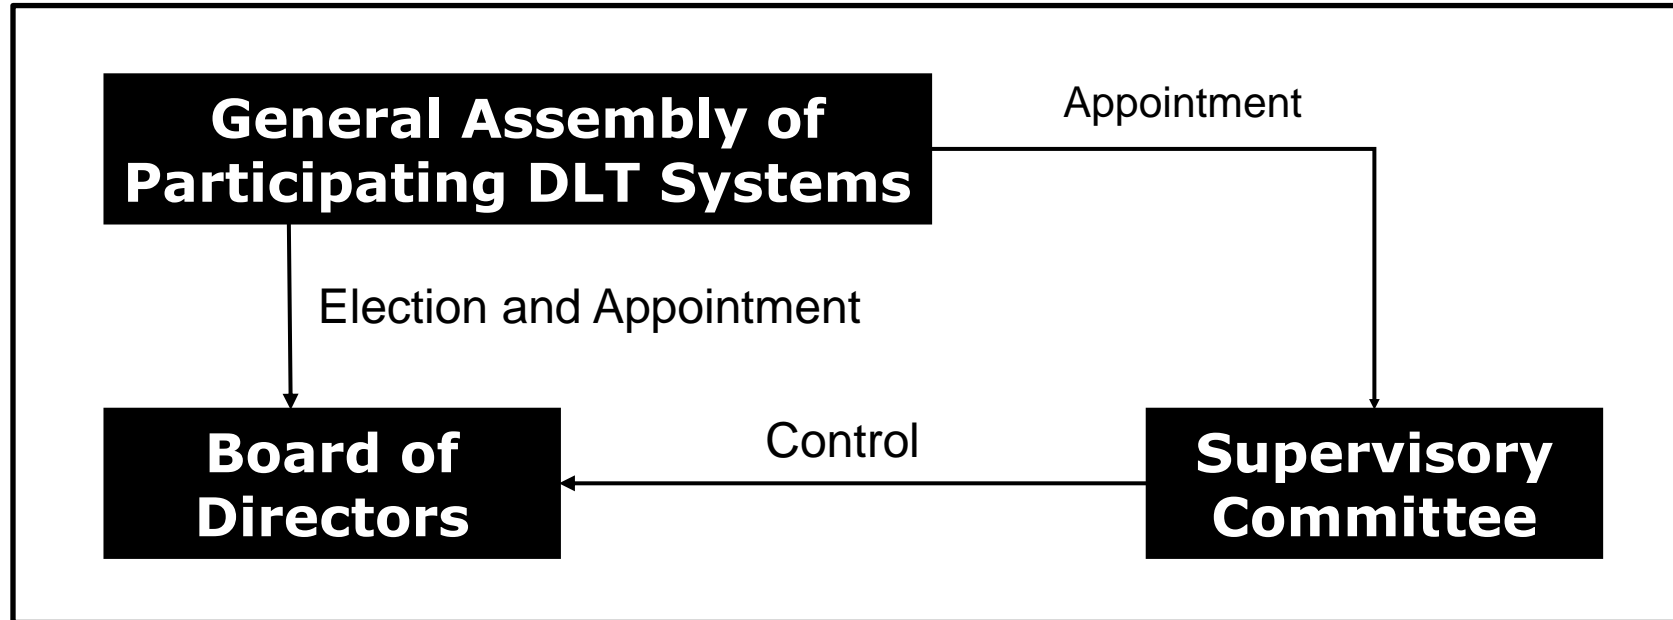 General Assembly of
Participating DLT Systems
Appointment
Election and Appointment
Board of
Directors
Control
Supervisory
Committee